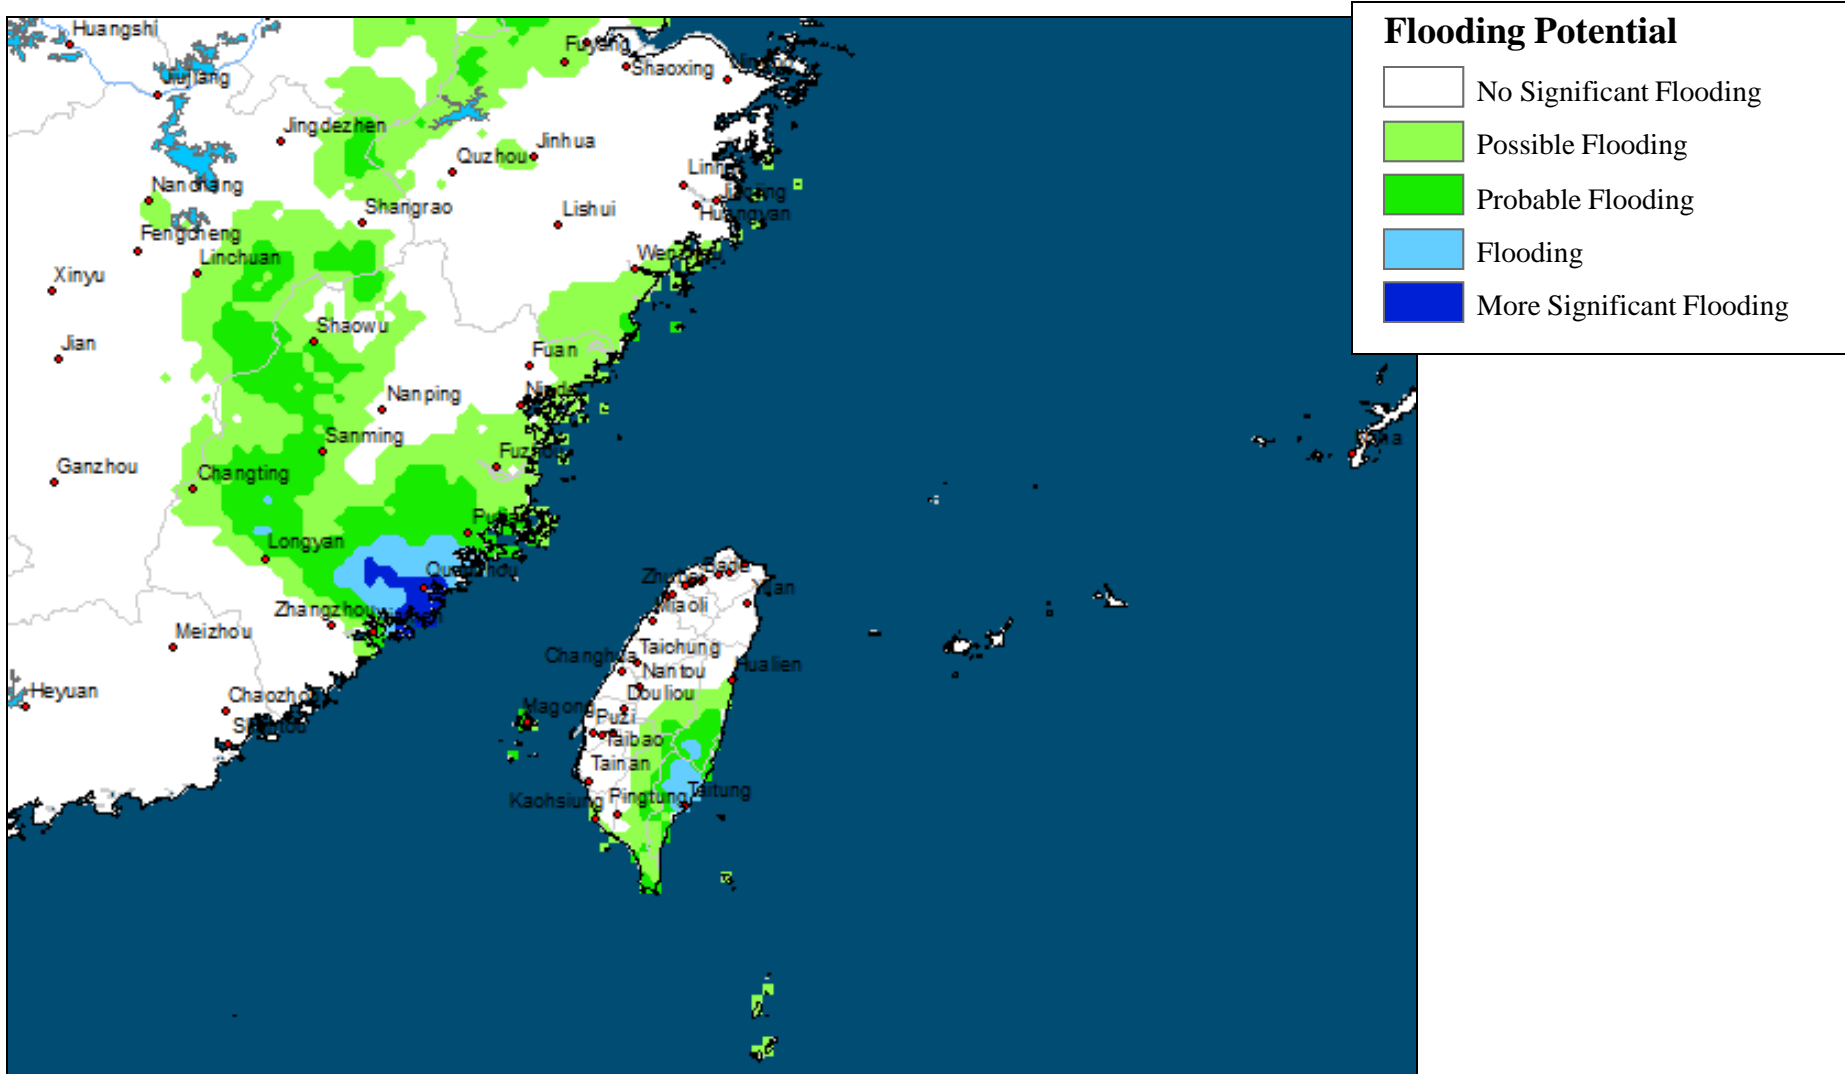 Flooding Potential
No Significant Flooding
Possible Flooding
Probable Flooding
Flooding
More Significant Flooding
Huangshi
Jiujiang
Fuyang
Shaoxing
Jingdezhen
Jinhua
Quzhou
Nanchang
Shangrao
Lishui
Huangyan
Fengcheng
Linchuan
Xinyu
Shaowu
Jian
Fuan
Nanping
Sanming
Ganzhou
Changting
Longyan
Zhangzhou
Meizhou
Heyuan
Miaoli
Taichung
Changhua
Nantou
Hualien
Douliou
Magong
Puzi
Taibao
Tainan
Kaohsiung
Pingtung
Taitung